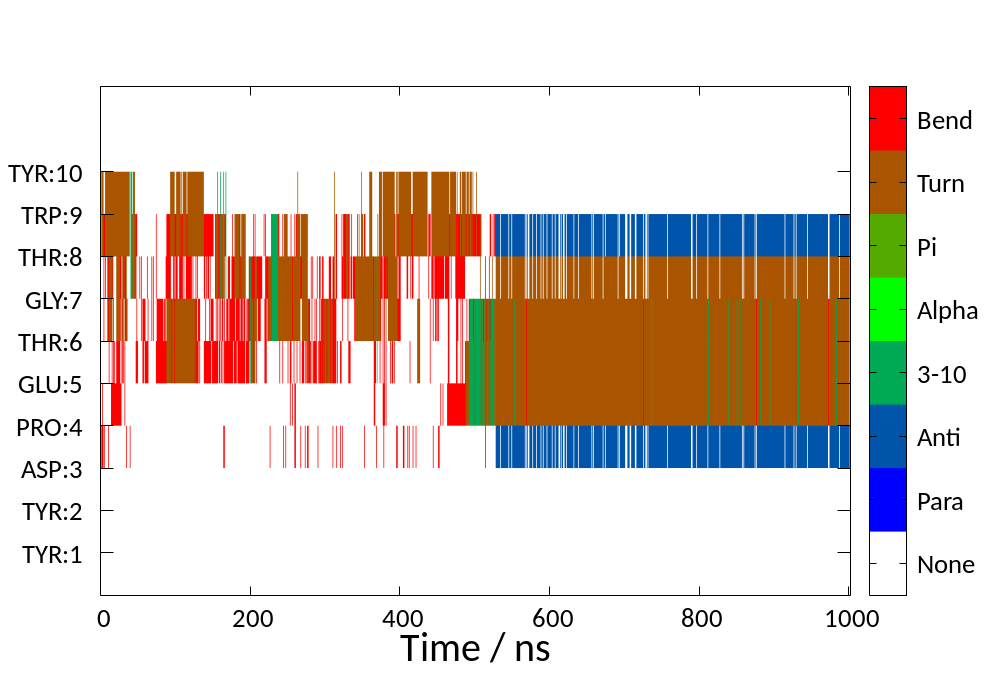 TYR:10
TRP:9
THR:8
GLY:7
THR:6
GLU:5
PRO:4
ASP:3
TYR:2
TYR:1
0 200 400 600 800 1000
Time / ns
Bend
Turn
Pi
Alpha
3-10
Anti
Para
None